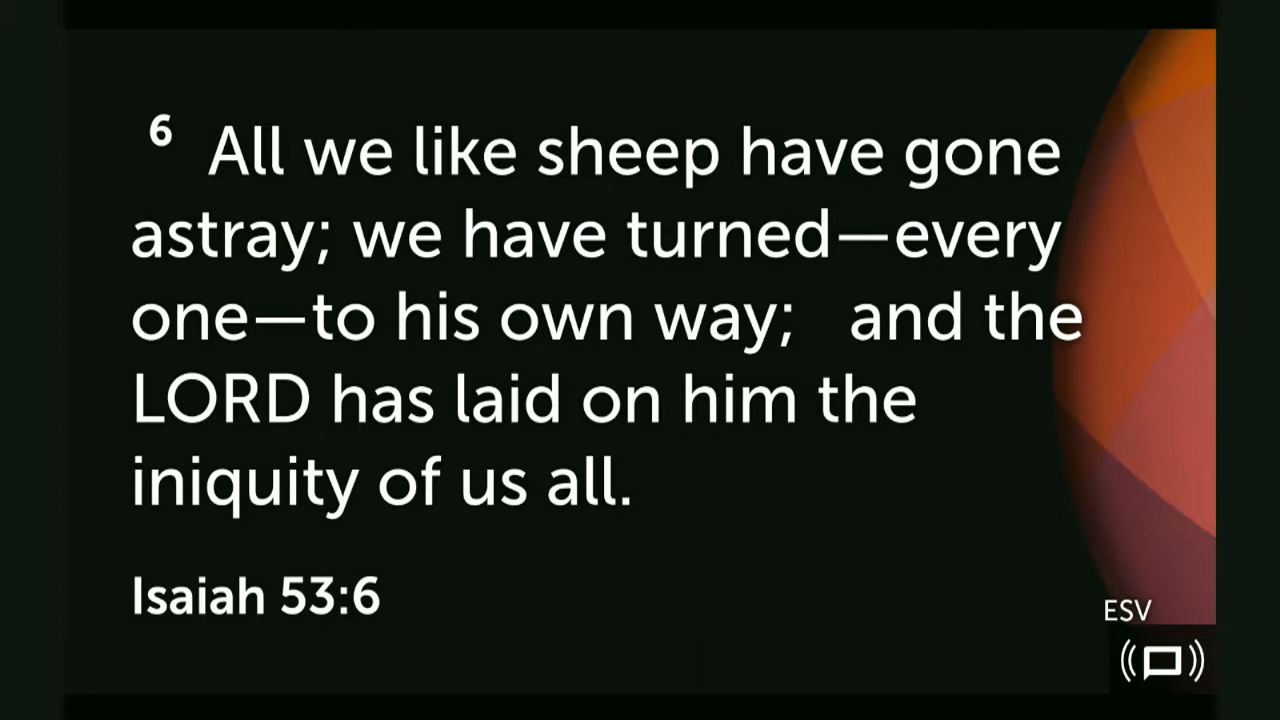 6 All we like sheep have gone
astray; we have turned—every
one—to his own way; and the
LORD has laid on him the
iniquity of us all.
Isaiah 53:6
ESV